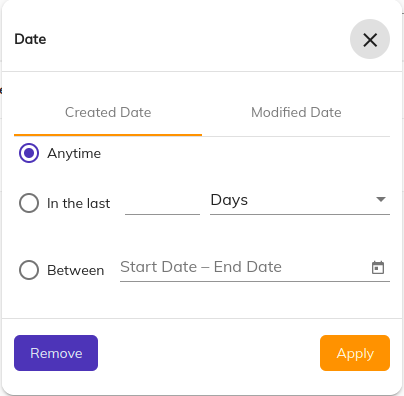 Date
Created Date Modified Date
Anytime
In the last Days
Between Start Date – End Date
Remove Apply